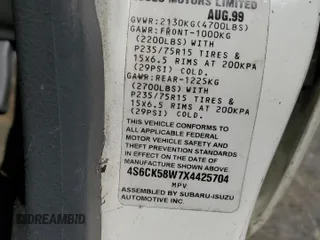 MOTORS LIMITED
AUG.99
GVWR:2130KG(4700LBS)
GAWR:FRONT-1000KG
(2200LBS) WITH
P235/75R15 TIRES &
15X6.5 RIMS AT 200KPA
(29PSI) COLD.
GAWR:REAR-1225KG
(2700LBS) WITH
P235/75R15 TIRES &
15X6.5 RIMS AT 200KPA
(29PSI) COLD.
THIS VEHICLE CONFORMS TO ALL
APPLICABLE U.S. FEDERAL
MOTOR VEHICLE SAFETY AND
THEFT PREVENTION STANDARDS
IN EFFECT ON THE DATE OF
MANUFACTURE SHOWN ABOVE.
4S6CK58W7X4425704
MPV
ASSEMBLED BY SUBARU-ISUZU
AUTOMOTIVE INC.
DREAMBID